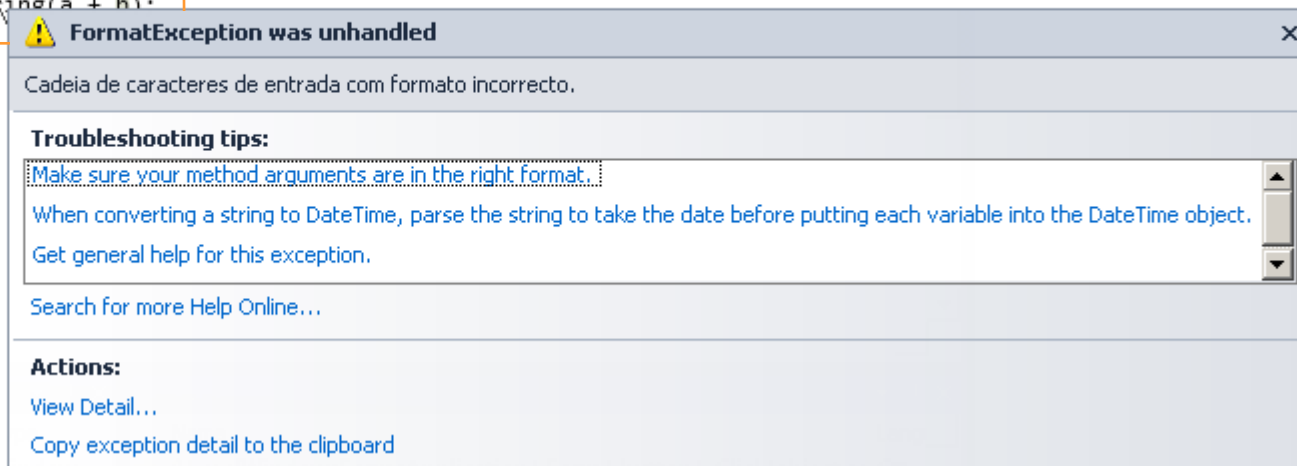 FormatException was unhandled
Cadeia de caracteres de entrada com formato incorrecto.
Troubleshooting tips:
Make sure your method arguments are in the right format.
When converting a string to DateTime, parse the string to take the date before putting each variable into the DateTime object.
Get general help for this exception.
Search for more Help Online...
Actions:
View Detail...
Copy exception detail to the clipboard